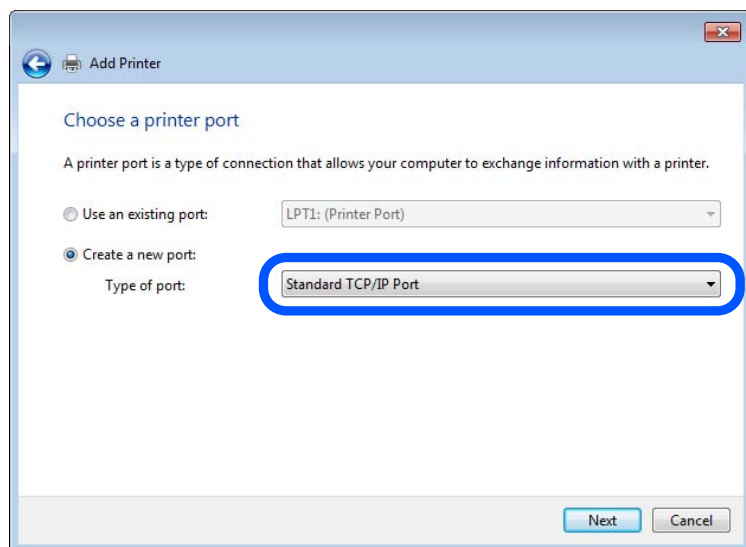 Add Printer
Choose a printer port
A printer port is a type of connection that allows your computer to exchange information with a printer.
Use an existing port: LPT1: (Printer Port)
Create a new port:
Type of port: Standard TCP/IP Port
Next Cancel